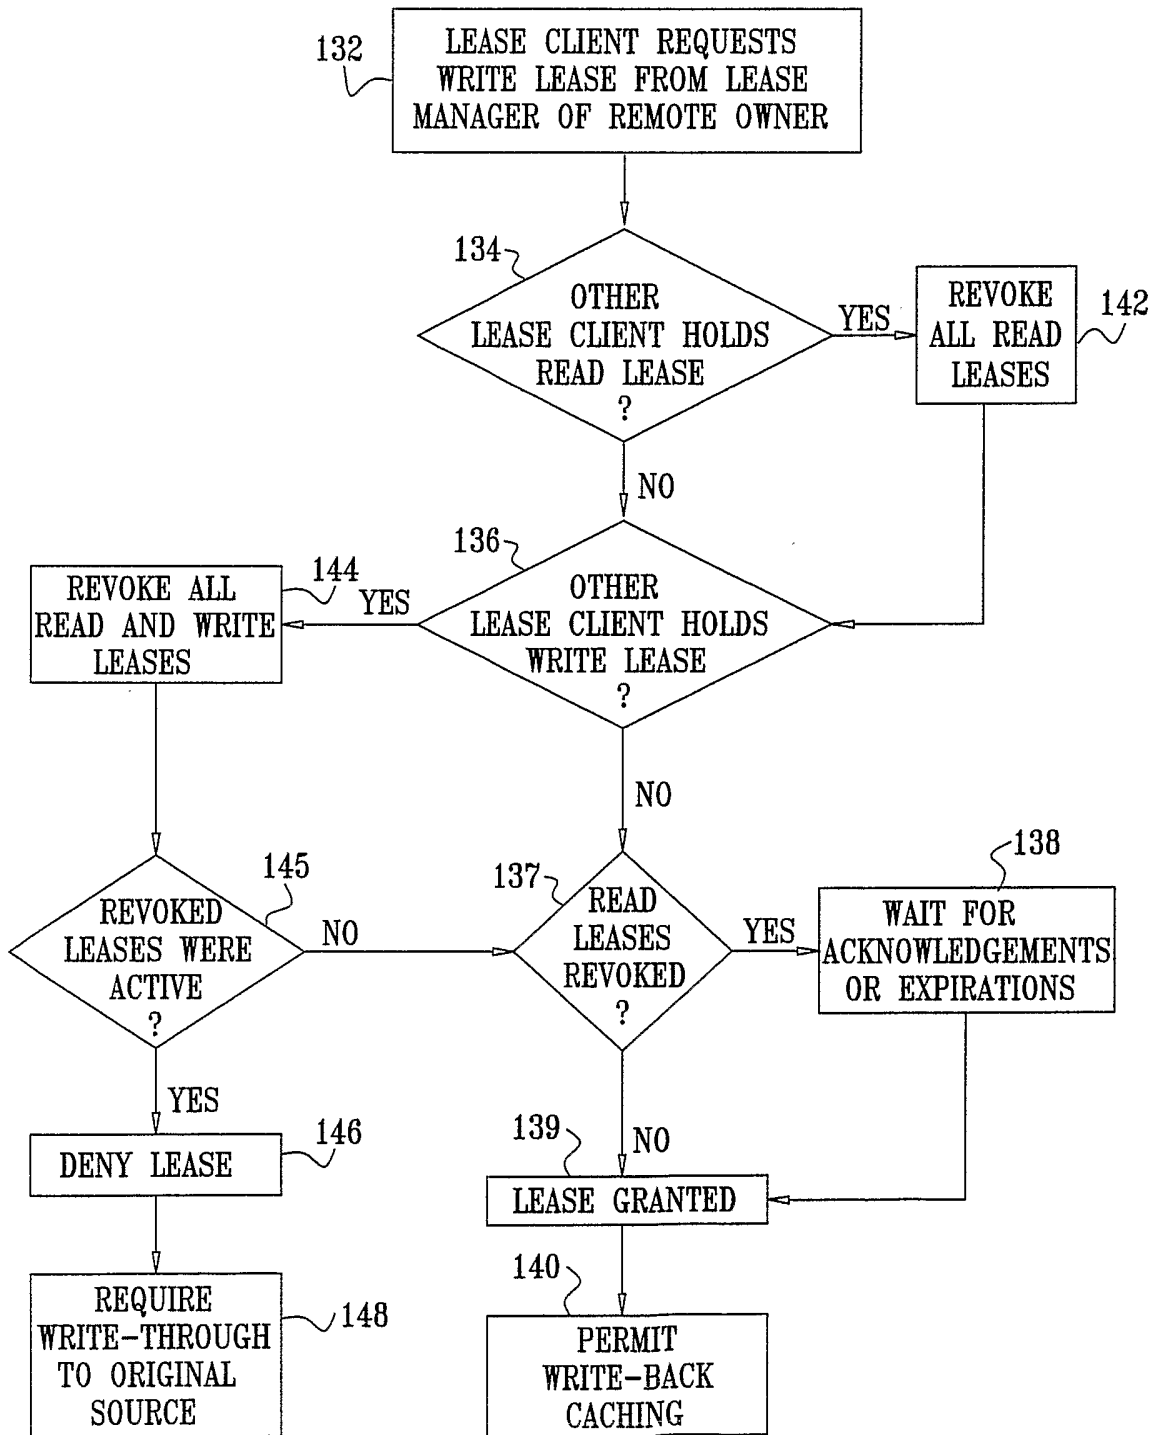 132
LEASE CLIENT REQUESTS
WRITE LEASE FROM LEASE
MANAGER OF REMOTE OWNER
134
OTHER
LEASE CLIENT HOLDS
READ LEASE
?
YES
REVOKE
ALL READ
LEASES
142
NO
136
OTHER
LEASE CLIENT HOLDS
WRITE LEASE
?
YES
144
REVOKE ALL
READ AND WRITE
LEASES
NO
145
REVOKED
LEASES WERE
ACTIVE
?
NO
137
READ
LEASES
REVOKED
?
YES
138
WAIT FOR
ACKNOWLEDGEMENTS
OR EXPIRATIONS
YES
146
DENY LEASE
NO
139
LEASE GRANTED
REQUIRE
WRITE-THROUGH
TO ORIGINAL
SOURCE
148
140
PERMIT
WRITE-BACK
CACHING